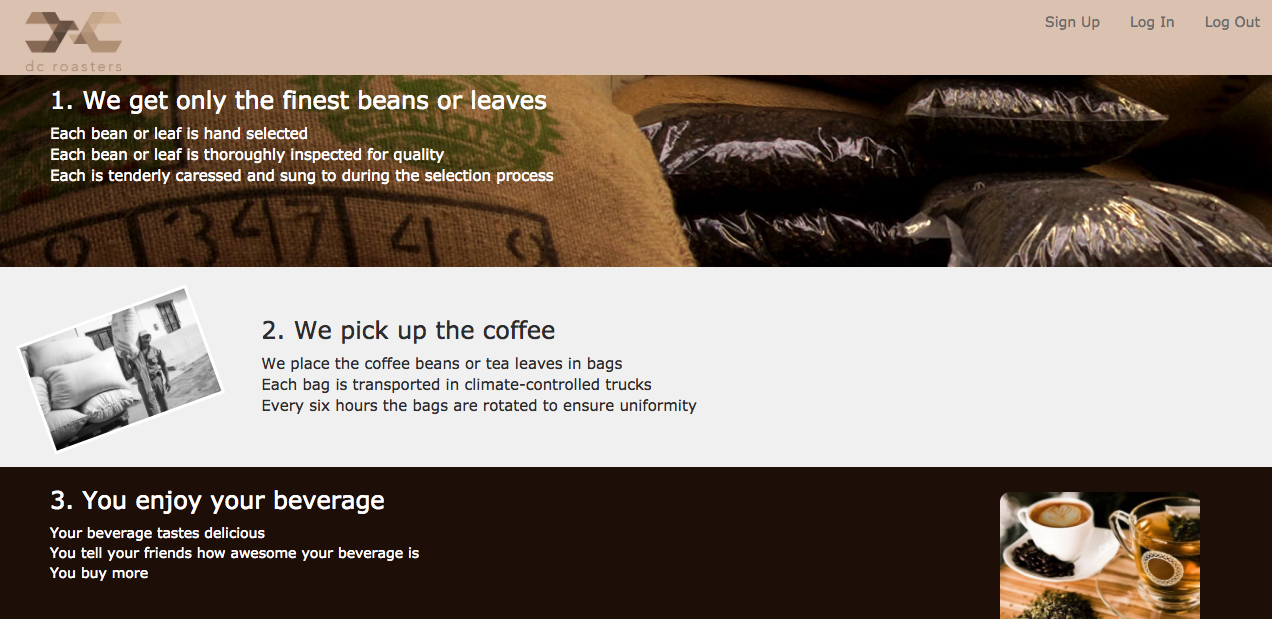 dc roasters
Sign Up Log In Log Out
1. We get only the finest beans or leaves
Each bean or leaf is hand selected
Each bean or leaf is thoroughly inspected for quality
Each is tenderly caressed and sung to during the selection process
347 4
2. We pick up the coffee
We place the coffee beans or tea leaves in bags
Each bag is transported in climate-controlled trucks
Every six hours the bags are rotated to ensure uniformity
3. You enjoy your beverage
Your beverage tastes delicious
You tell your friends how awesome your beverage is
You buy more